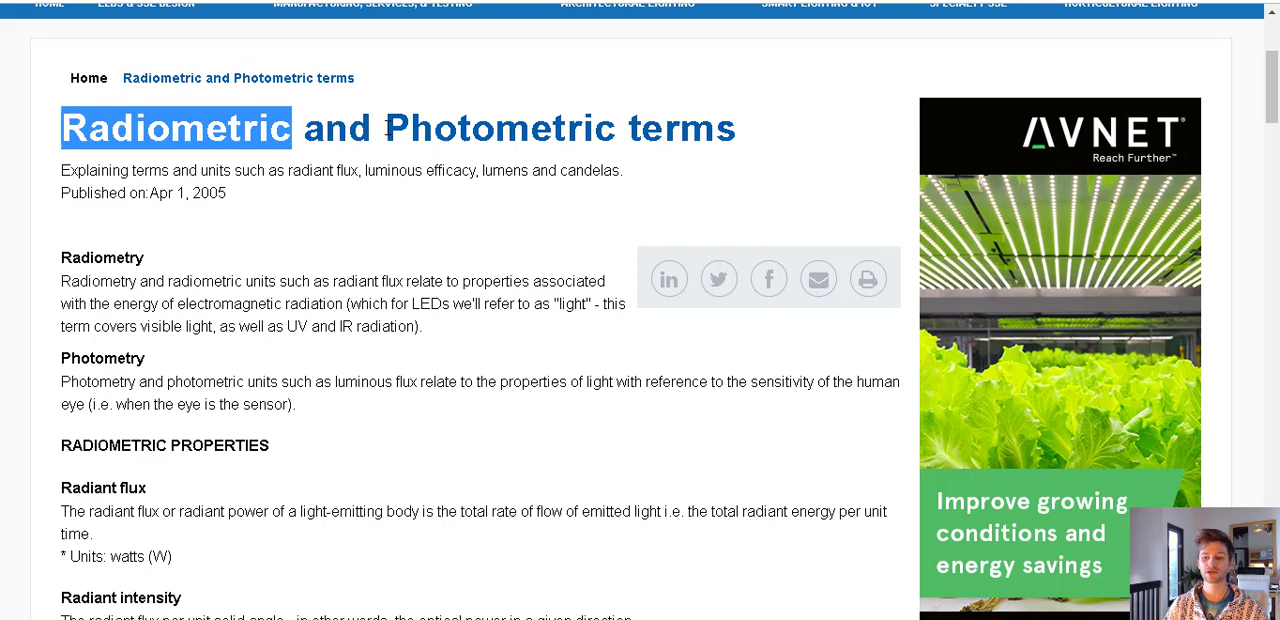 HOME LEDS & SSL DESIGN MANUFACTURING, SERVICES, & TESTING ARCHITECTURAL LIGHTING SMART LIGHTING & IOT SPECIALTY SSL HORTICULTURAL LIGHTING
Home Radiometric and Photometric terms
Radiometric and Photometric terms
Explaining terms and units such as radiant flux, luminous efficacy, lumens and candelas.
Published on:Apr 1, 2005
Radiometry
Radiometry and radiometric units such as radiant flux relate to properties associated
with the energy of electromagnetic radiation (which for LEDs we'll refer to as "light" - this
term covers visible light, as well as UV and IR radiation).
Photometry
Photometry and photometric units such as luminous flux relate to the properties of light with reference to the sensitivity of the human
eye (i.e. when the eye is the sensor).
RADIOMETRIC PROPERTIES
Radiant flux
The radiant flux or radiant power of a light-emitting body is the total rate of flow of emitted light i.e. the total radiant energy per unit
time.
* Units: watts (W)
Radiant intensity
The radiant flux per unit solid angle - in other words, the optical power in a given direction
AVNET®
Reach Further™
Improve growing
conditions and
energy savings